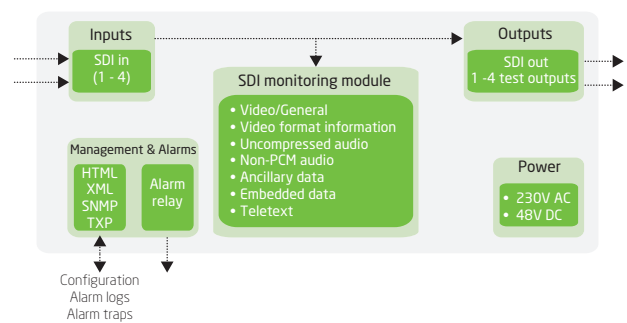 Inputs
SDI in
(1 - 4)
Outputs
SDI out
1 -4 test outputs
SDI monitoring module
• Video/General
• Video format information
• Uncompressed audio
• Non-PCM audio
• Ancillary data
• Embedded data
• Teletext
Management & Alarms
HTML
XML
SNMP
TXP
Alarm
relay
Power
• 230V AC
• 48V DC
Configuration
Alarm logs
Alarm traps